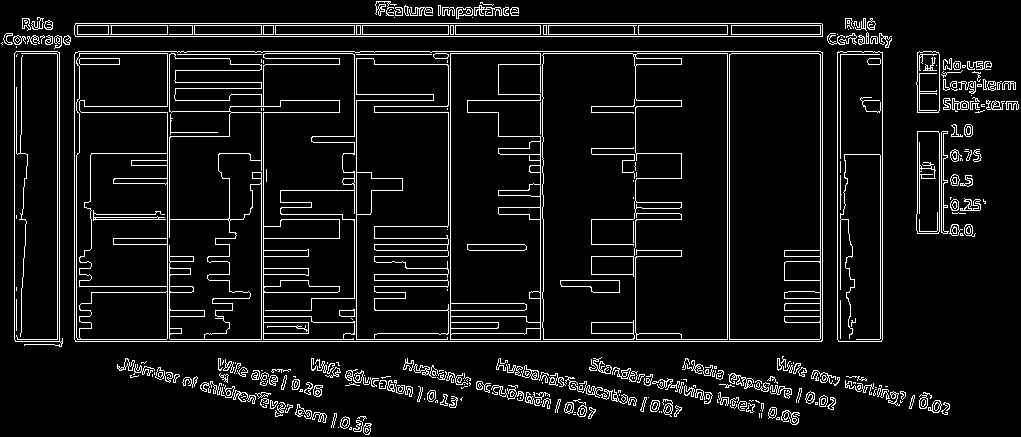 Feature Importance
Rule
Coverage
Rule
Certainty
No-use
Long-term
Short-term
1.0
0.75
0.5
0.25
0.0
Number of children ever born | 0.36
Wife age | 0.26
Wife education | 0.13
Husbands occupation | 0.07
Husbands education | 0.07
Standard-of-living index | 0.06
Media exposure | 0.02
Wife now working? | 0.02